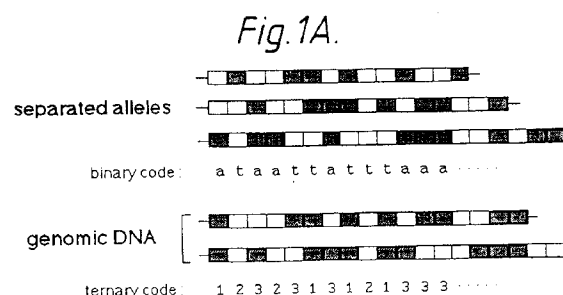 Fig.1A.
separated alleles
binary code: a t a a t t a t t t a a a ·····
genomic DNA
ternary code: 1 2 3 2 3 1 3 1 2 1 3 3 3 ·····